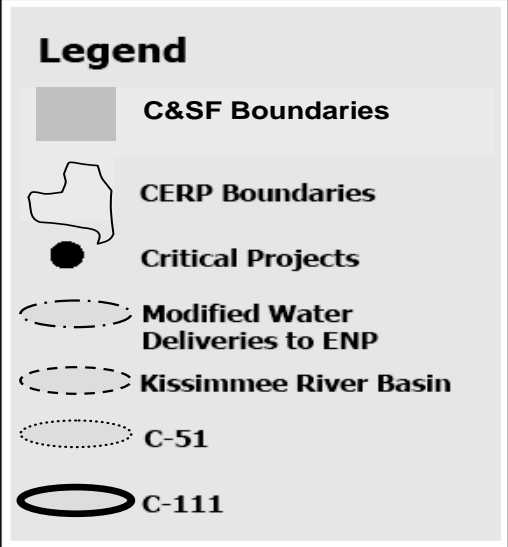 Legend
C&SF Boundaries
CERP Boundaries
Critical Projects
Modified Water
Deliveries to ENP
Kissimmee River Basin
C-51
C-111